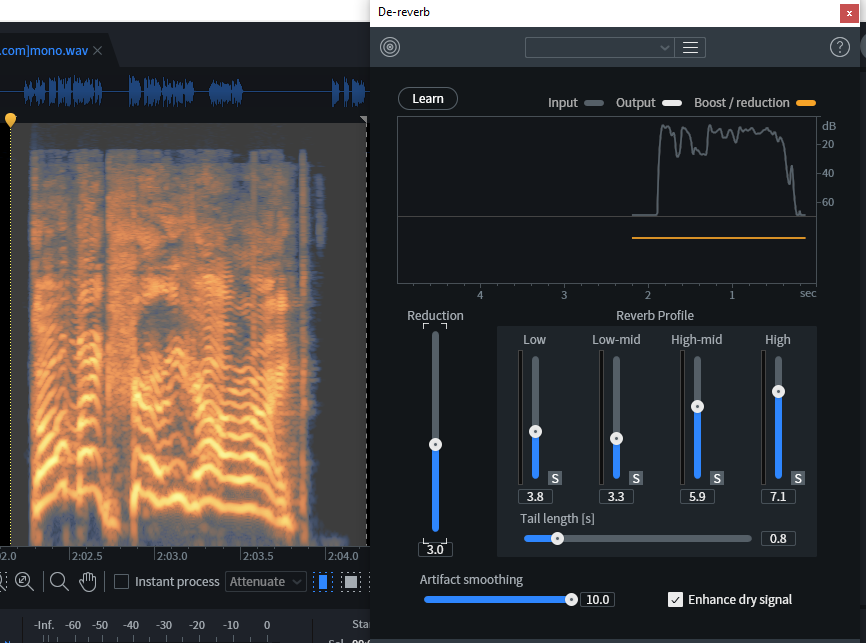 De-reverb
x
.com]mono.wav ×
?
Learn
Input Output Boost / reduction
dB
20
40
60
4 3 2 1 sec
Reduction
Reverb Profile
Low Low-mid High-mid High
S S S S
3.8 3.3 5.9 7.1
Tail length [s]
0.8
3.0
2.0 2:02.5 2:03.0 2:03.5 2:04.0
Instant process Attenuate
Artifact smoothing
10.0
Enhance dry signal
-Inf. -60 -50 -40 -30 -20 -10 0